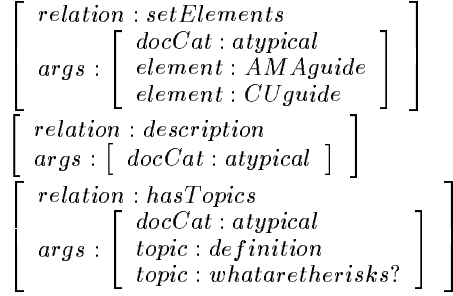 relation : setElements
args :
docCat : atypical
element : AMAguide
element : CUguide
relation : description
args : [ docCat : atypical ]
relation : hasTopics
args :
docCat : atypical
topic : definition
topic : whataretherisks?